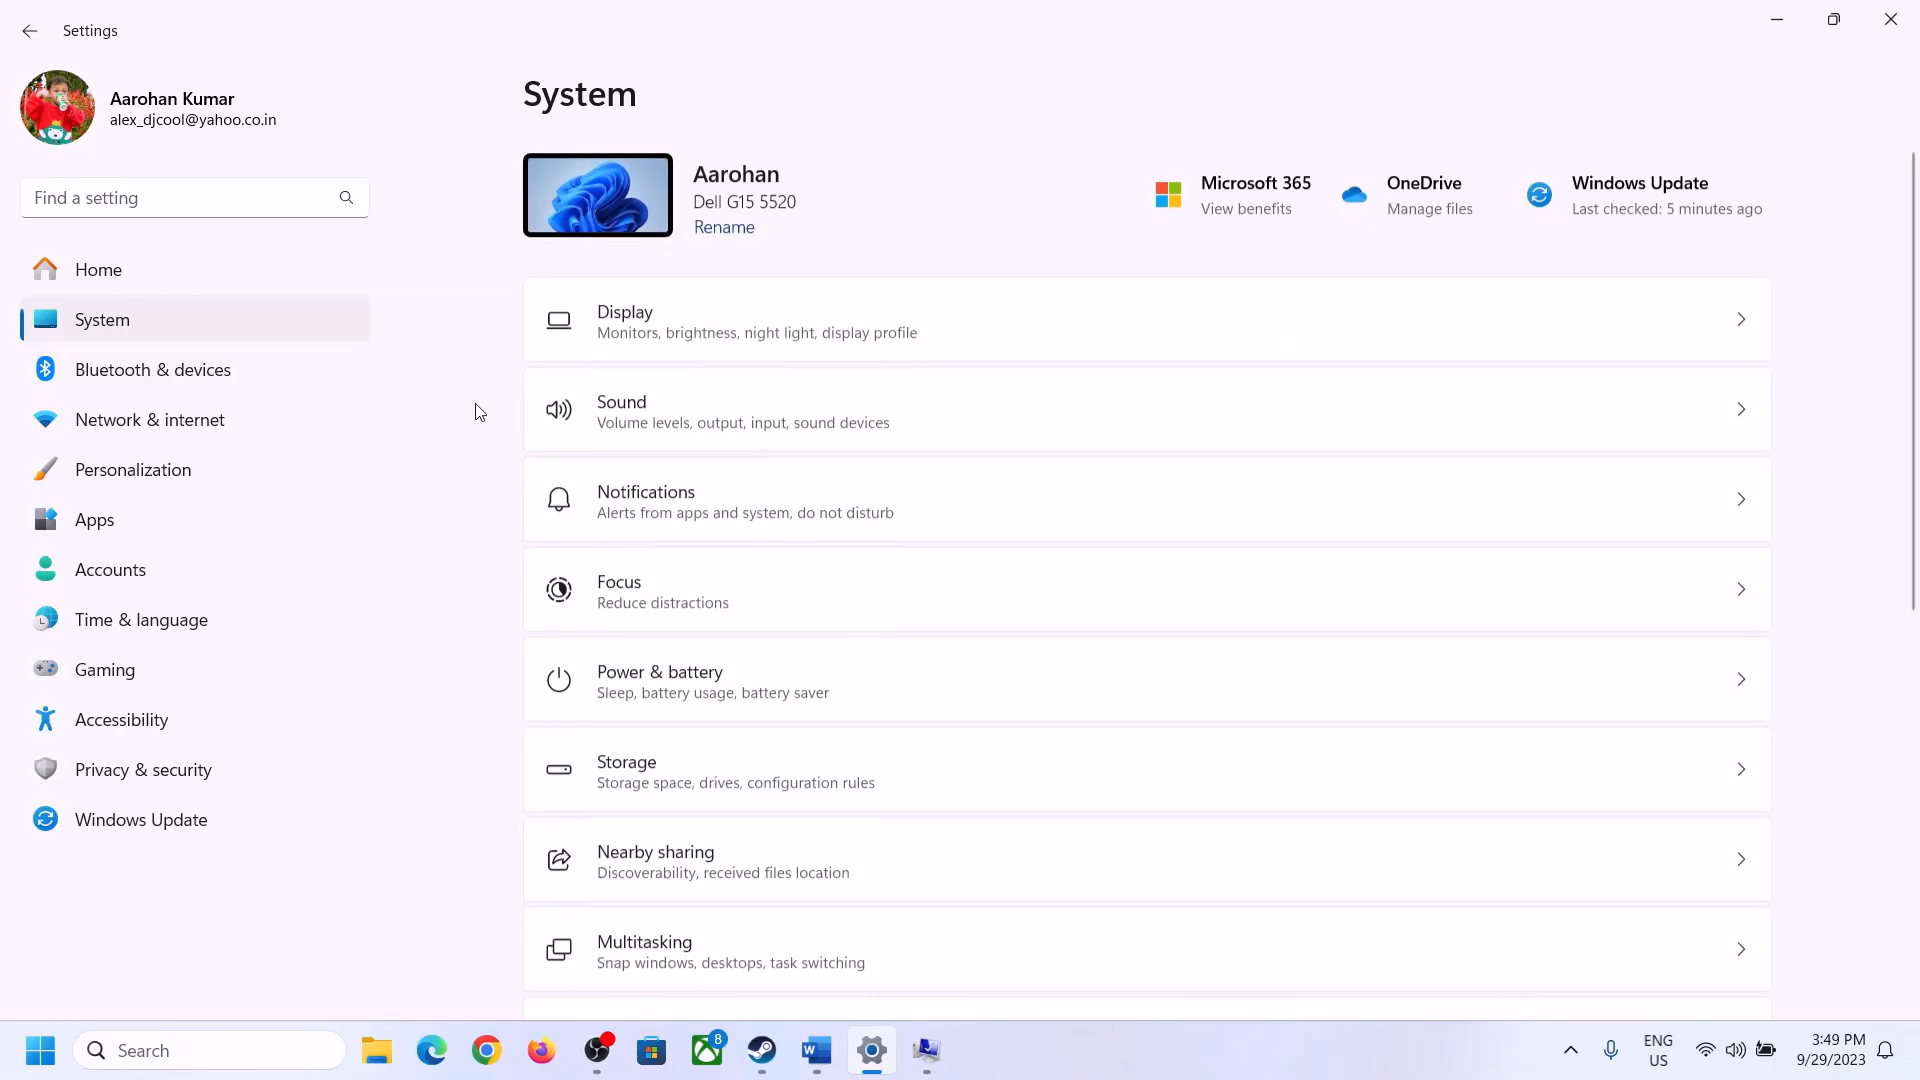 Settings
Aarohan Kumar
alex_djcool@yahoo.co.in
Find a setting
Home
System
Bluetooth & devices
Network & internet
Personalization
Apps
Accounts
Time & language
Gaming
Accessibility
Privacy & security
Windows Update
System
Aarohan
Dell G15 5520
Rename
Microsoft 365
View benefits
OneDrive
Manage files
Windows Update
Last checked: 5 minutes ago
Display
Monitors, brightness, night light, display profile
Sound
Volume levels, output, input, sound devices
Notifications
Alerts from apps and system, do not disturb
Focus
Reduce distractions
Power & battery
Sleep, battery usage, battery saver
Storage
Storage space, drives, configuration rules
Nearby sharing
Discoverability, received files location
Multitasking
Snap windows, desktops, task switching
Search
8
W
ENG
US
3:49 PM
9/29/2023